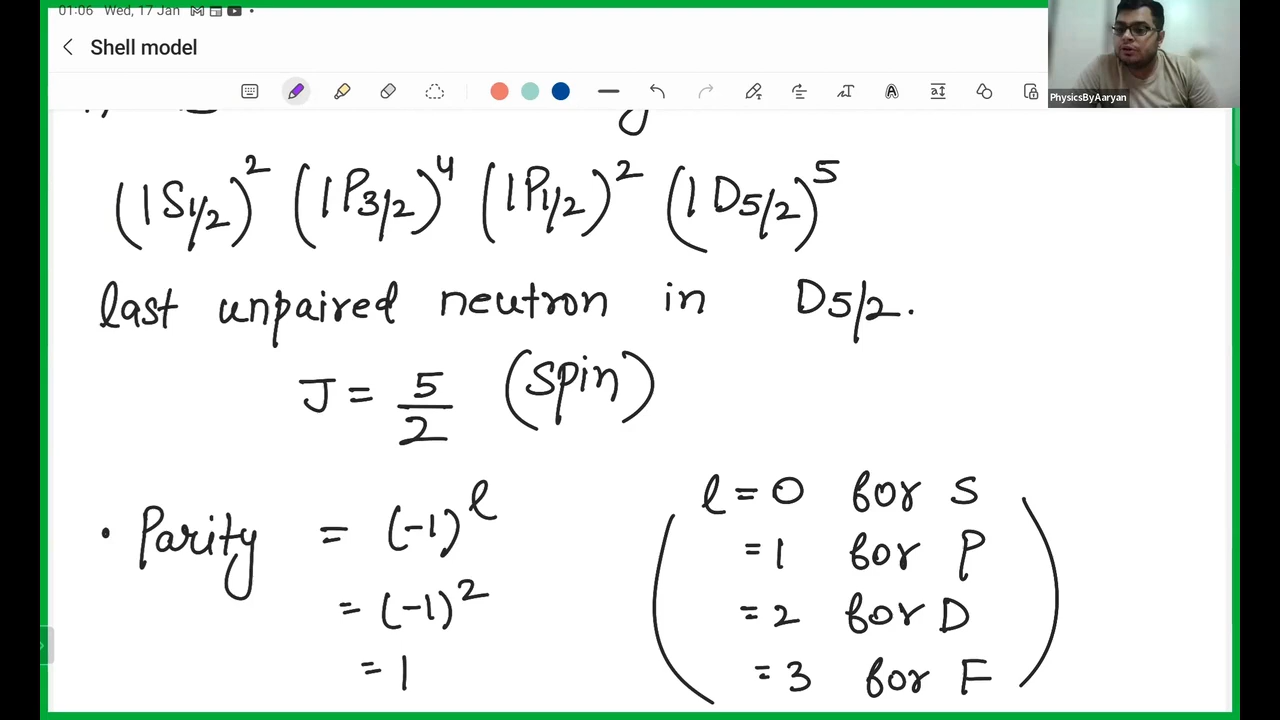 01:06 Wed, 17 Jan
Shell model
PhysicsByAaryan
(1S1/2)² (1P3/2)⁴ (1P1/2)² (1D5/2)⁵
last unpaired neutron in D5/2.
J = 5/2 (spin)
• Parity = (-1)^l
= (-1)²
= 1
l = 0 for S
= 1 for P
= 2 for D
= 3 for F